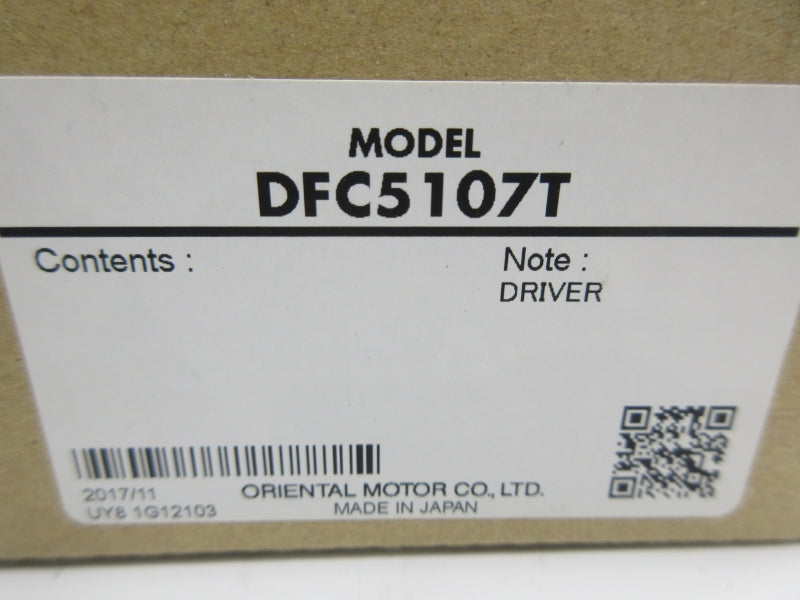 MODEL
DFC5107T
Contents :
Note :
DRIVER
2017/11
ORIENTAL MOTOR CO., LTD.
UY8 1G12103
MADE IN JAPAN